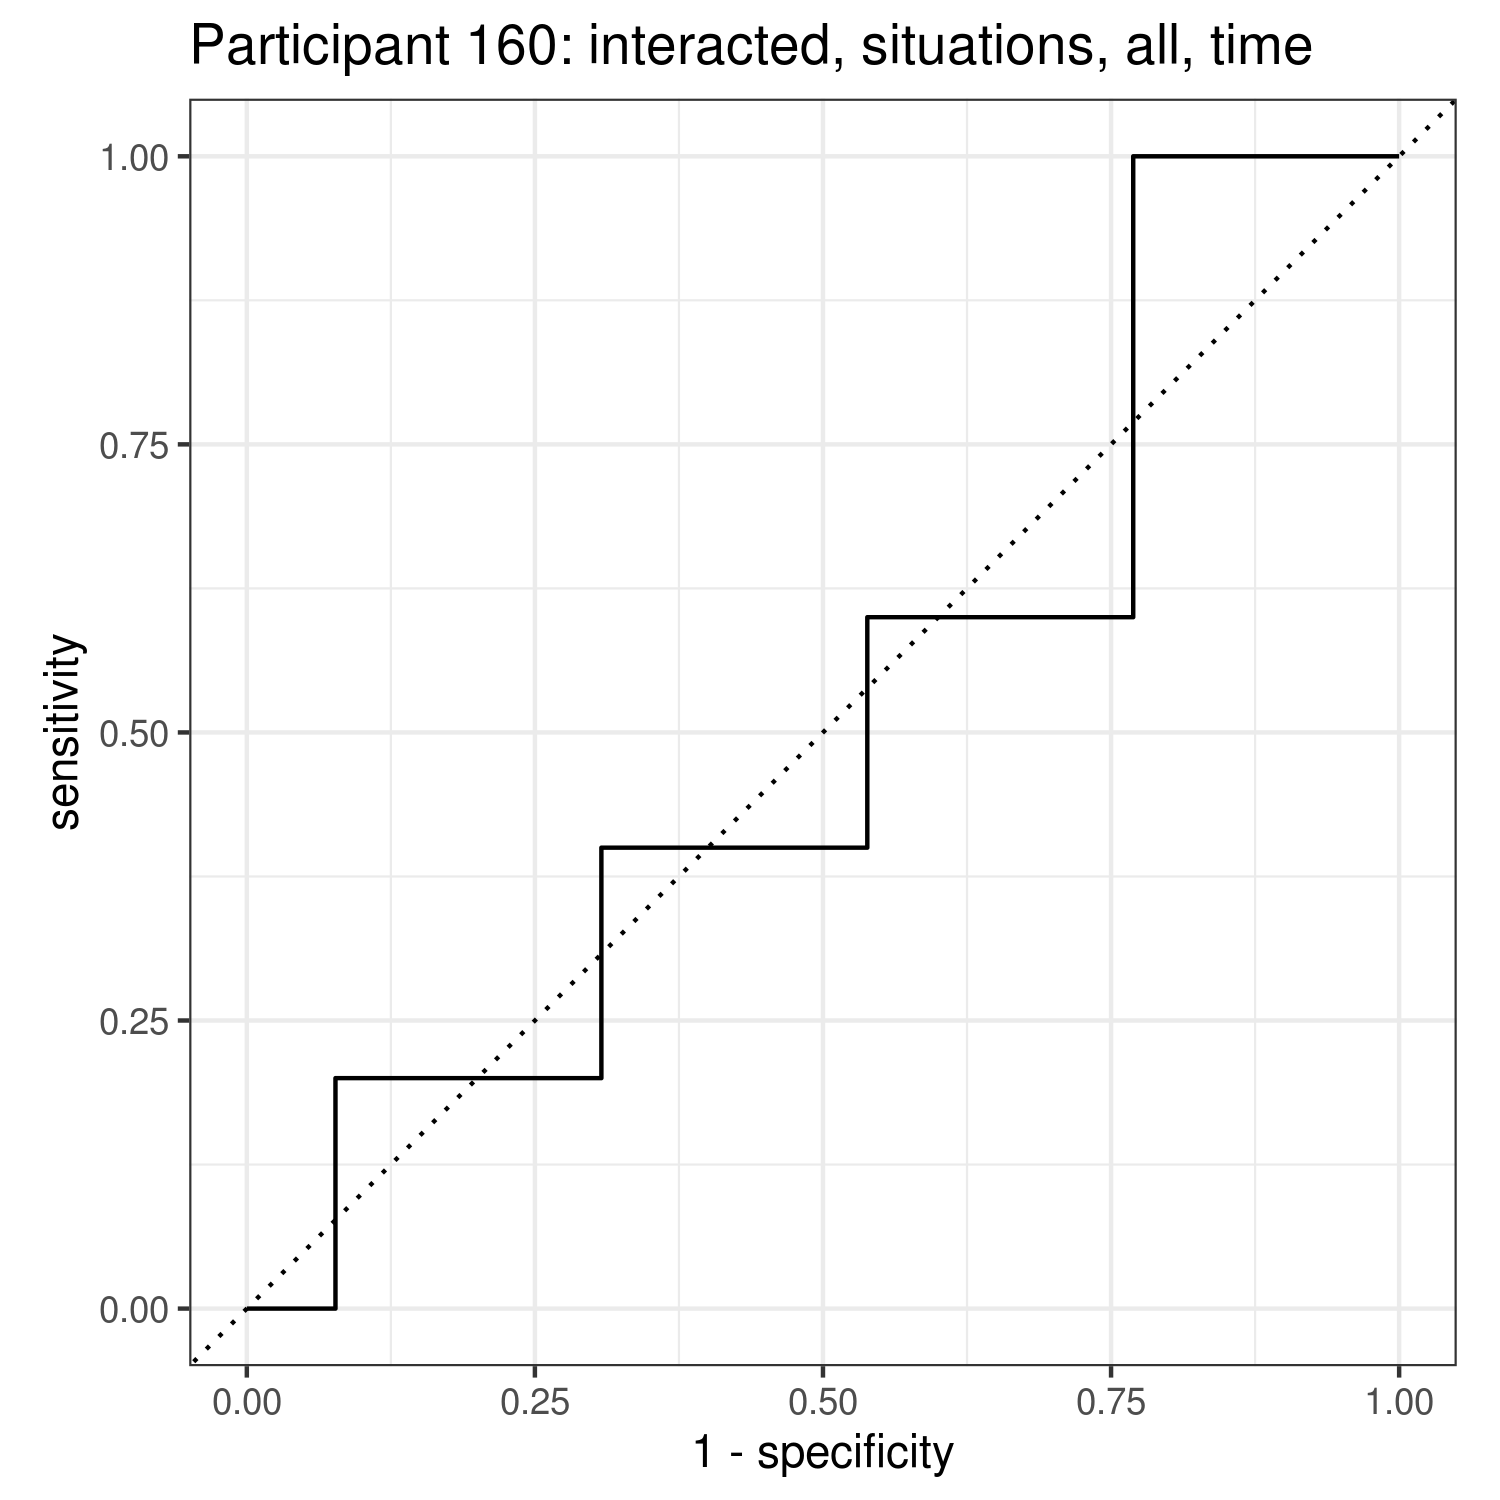 Participant 160: interacted, situations, all, time
1.00
0.75
0.50
0.25
0.00
sensitivity
0.00 0.25 0.50 0.75 1.00
1 - specificity